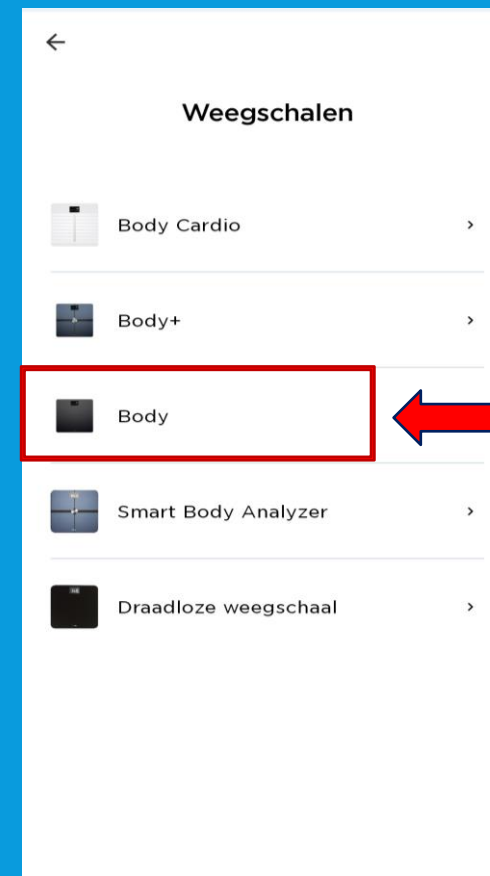 Weegschalen
Body Cardio
Body+
Body
Smart Body Analyzer
Draadloze weegschaal